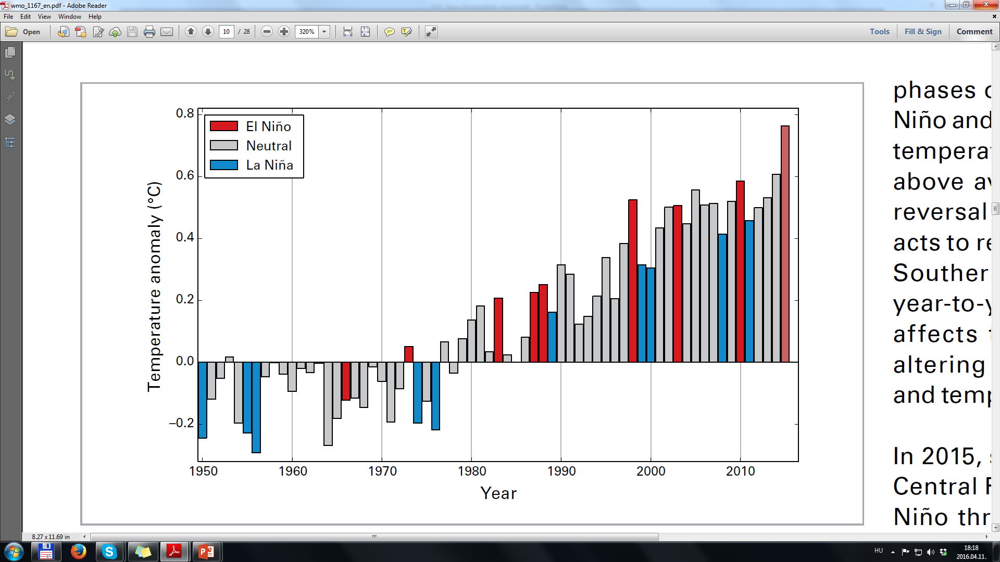 wmo_1167_en.pdf - Adobe Reader
File Edit View Window Help
Open 10 / 28 320% Tools Fill & Sign Comment
0.8
0.6
0.4
0.2
0.0
−0.2
Temperature anomaly (°C)
El Niño
Neutral
La Niña
1950 1960 1970 1980 1990 2000 2010
Year
phases
Niño and
temperat
above
reversal
acts to
Souther
year-to-y
affects
altering
and temp
In 2015,
Central
Niño thr
8.27 x 11.69 in
64
HU
18:18
2016.04.11.